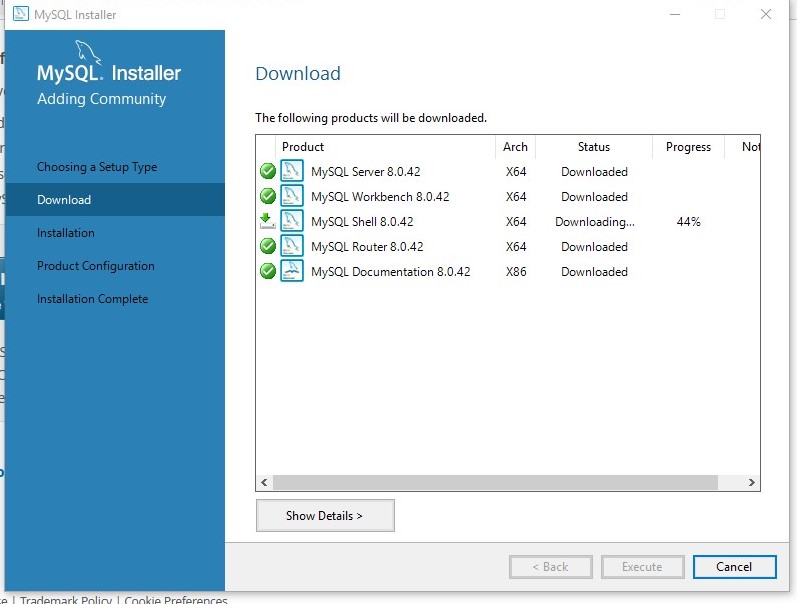 MySQL Installer
MySQL. Installer
Adding Community
Choosing a Setup Type
Download
Installation
Product Configuration
Installation Complete
Download
The following products will be downloaded.
Product Arch Status Progress Not
MySQL Server 8.0.42 X64 Downloaded
MySQL Workbench 8.0.42 X64 Downloaded
MySQL Shell 8.0.42 X64 Downloading... 44%
MySQL Router 8.0.42 X64 Downloaded
MySQL Documentation 8.0.42 X86 Downloaded
Show Details >
< Back Execute Cancel
| Trademark Policy | Cookie Preferences